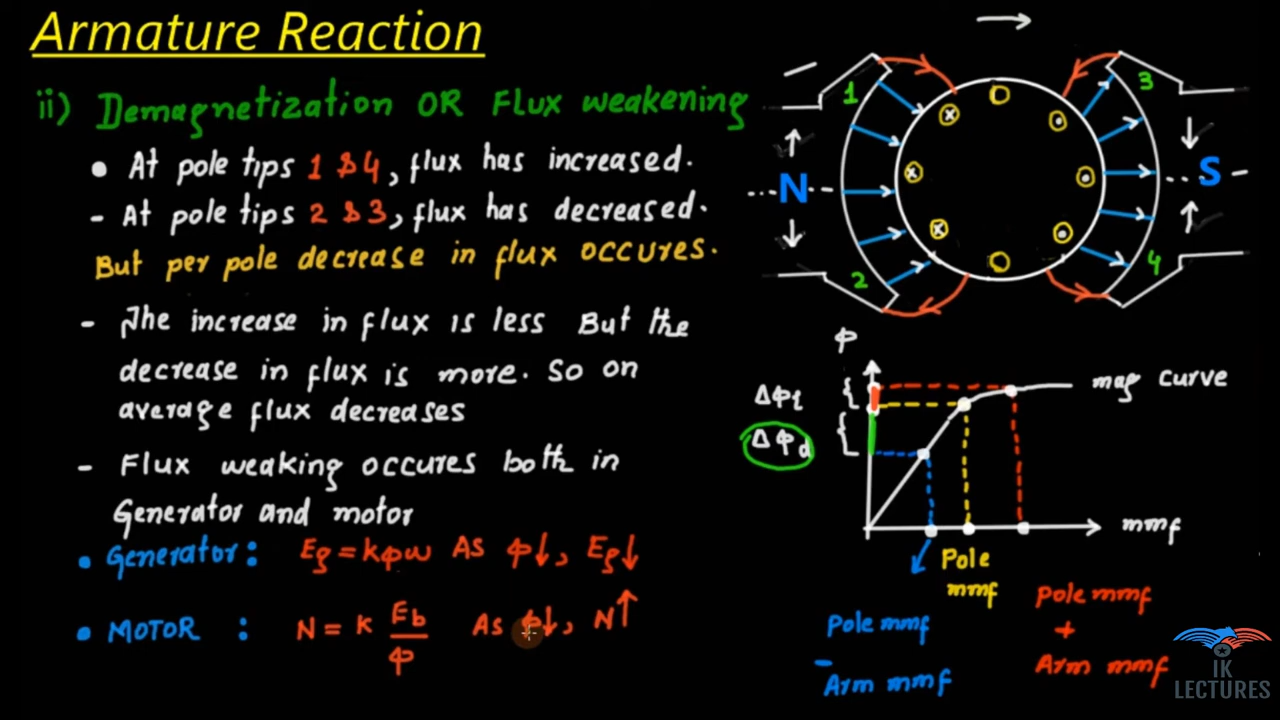 Armature Reaction
ii) Demagnetization OR Flux weakening
• At pole tips 1 & 4, flux has increased.
- At pole tips 2 & 3, flux has decreased.
But per pole decrease in flux occures.
- The increase in flux is less But the
decrease in flux is more. So on
average flux decreases
- Flux weaking occures both in
Generator and motor
• Generator: Eg = kφω As φ↓, Eg↓
• MOTOR : N = K Eb/φ As φ↓, N↑
1
2
3
4
N
S
φ
Δφi
Δφd
mag curve
mmf
Pole
mmf
Pole mmf
-
Arm mmf
Pole mmf
+
Arm mmf
IK
LECTURES